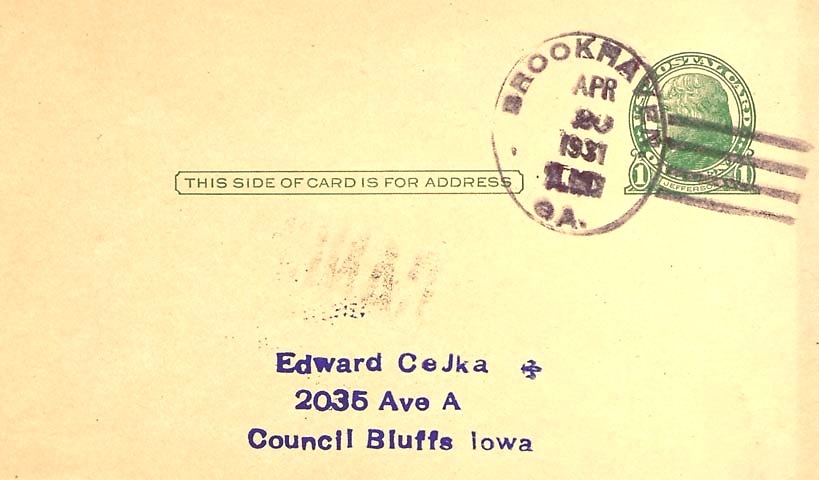 BROOKHAVEN
APR
1931
GA.
POSTAL CARD
1 JEFFERSON 1
THIS SIDE OF CARD IS FOR ADDRESS
Edward CeJka
2035 Ave A
Council Bluffs Iowa